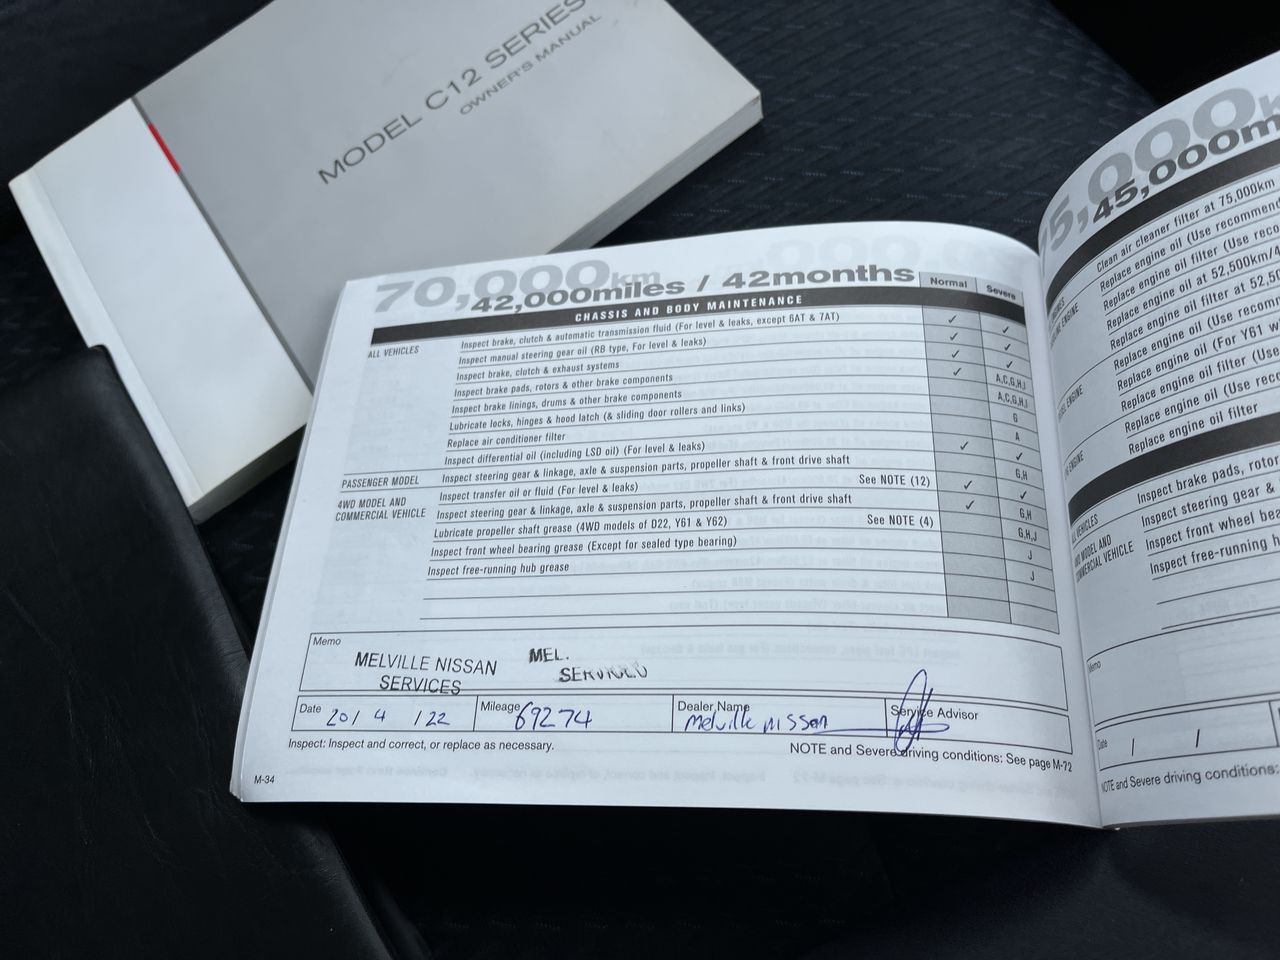 MODEL C12 SERIES
OWNER'S MANUAL
70,000km
42,000miles / 42months
Normal Severe
CHASSIS AND BODY MAINTENANCE
ALL VEHICLES
Inspect brake, clutch & automatic transmission fluid (For level & leaks, except 6AT & 7AT) ✓ ✓
Inspect manual steering gear oil (RB type, For level & leaks) ✓ ✓
Inspect brake, clutch & exhaust systems ✓ ✓
Inspect brake pads, rotors & other brake components ✓ A,C,G,H,J
Inspect brake linings, drums & other brake components A,C,G,H,J
Lubricate locks, hinges & hood latch (& sliding door rollers and links) G
Replace air conditioner filter A
Inspect differential oil (including LSD oil) (For level & leaks) ✓ ✓
PASSENGER MODEL
Inspect steering gear & linkage, axle & suspension parts, propeller shaft & front drive shaft G,H
4WD MODEL AND
COMMERCIAL VEHICLE
Inspect transfer oil or fluid (For level & leaks) See NOTE (12) ✓ ✓
Inspect steering gear & linkage, axle & suspension parts, propeller shaft & front drive shaft ✓ G,H
Lubricate propeller shaft grease (4WD models of D22, Y61 & Y62) See NOTE (4) G,H,J
Inspect front wheel bearing grease (Except for sealed type bearing) J
Inspect free-running hub grease J
Memo
MELVILLE NISSAN
SERVICES
MEL.
SERVICES
Date 20/ 4 /22
Mileage 69274
Dealer Name
melville nissan
Service Advisor
Inspect: Inspect and correct, or replace as necessary.
NOTE and Severe driving conditions: See page M-72
M-34
45,000m
Clean air cleaner filter at 75,000km
Replace engine oil (Use recommend
Replace engine oil filter (Use reco
Replace engine oil at 52,500km/4
Replace engine oil filter at 52,5
Replace engine oil (Use recomm
Replace engine oil (For Y61 w
Replace engine oil filter (Use
Replace engine oil (Use reco
Replace engine oil filter
Inspect brake pads, rotor
Inspect steering gear &
Inspect front wheel bea
Inspect free-running h
COMMERCIAL VEHICLE
Memo
Date / /
NOTE and Severe driving conditions: